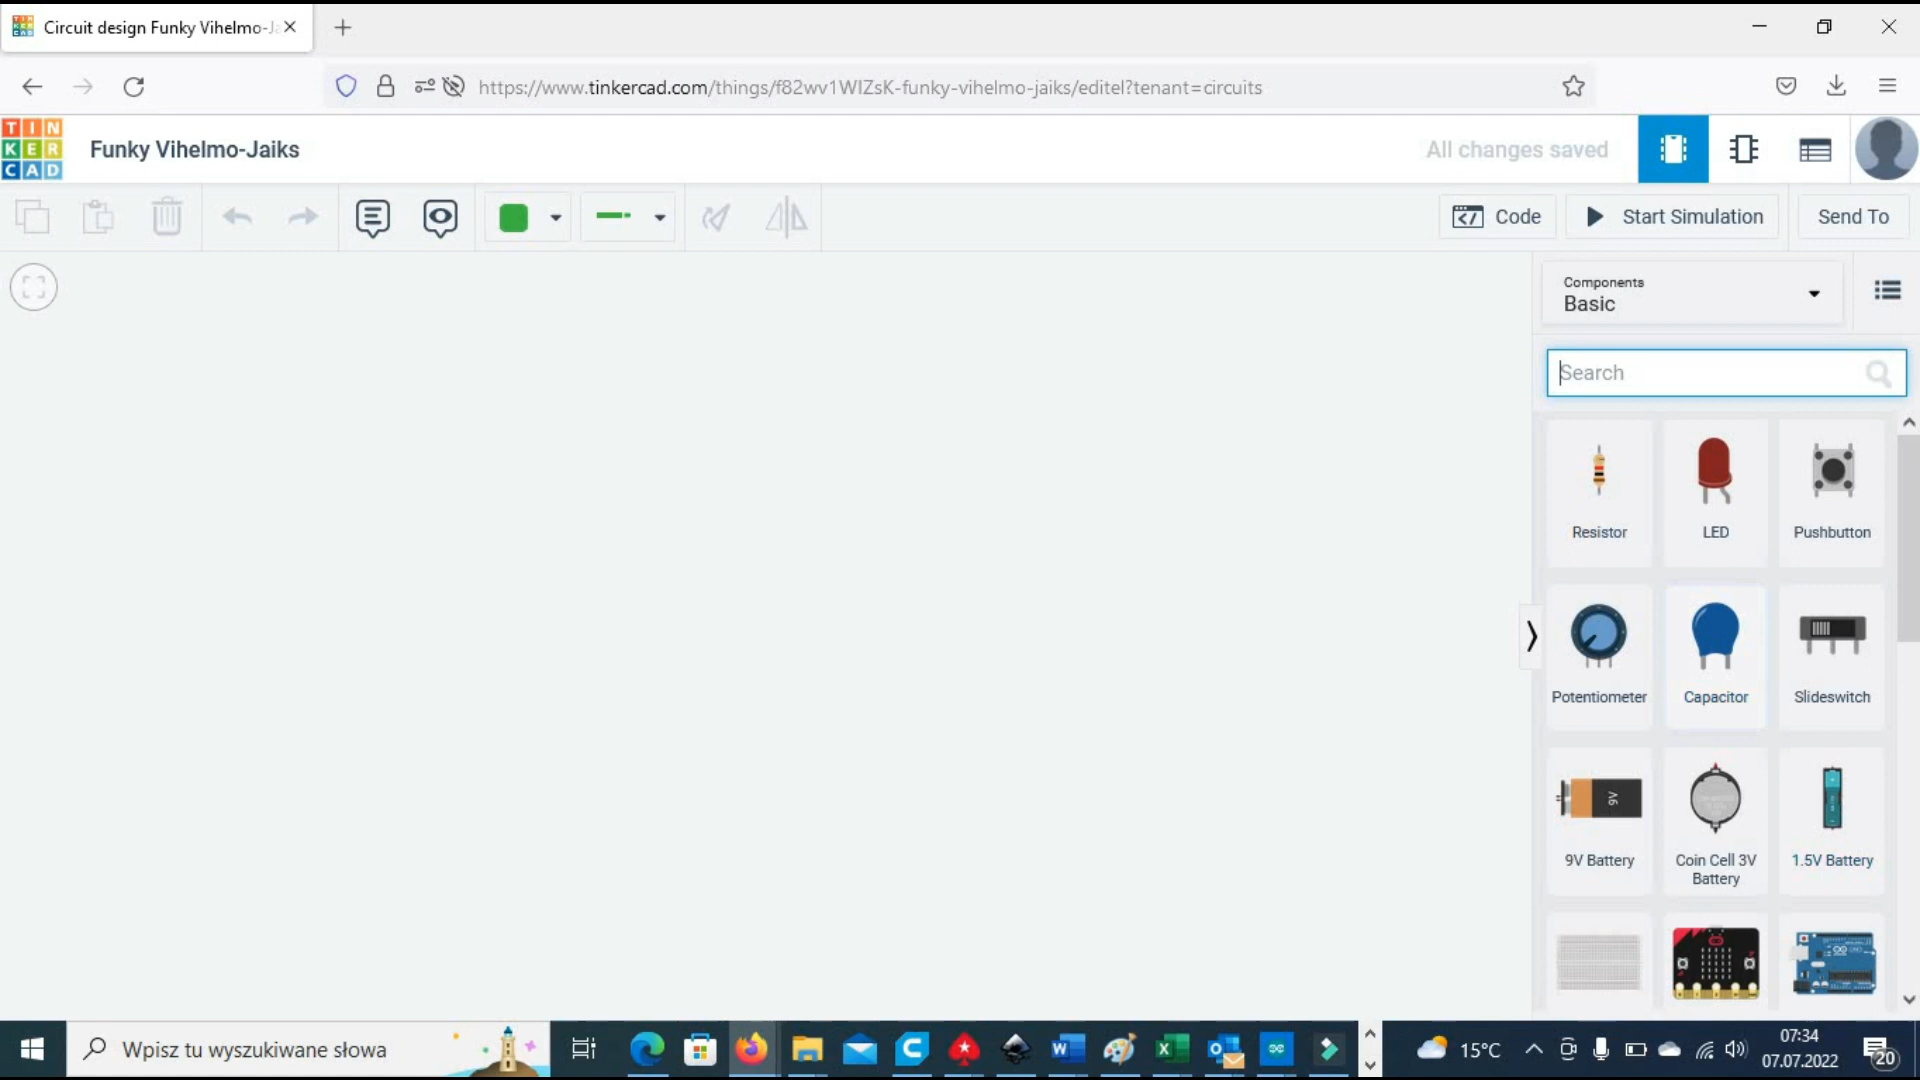 Circuit design Funky Vihelmo-Ja
https://www.tinkercad.com/things/f82wv1WIZsK-funky-vihelmo-jaiks/editel?tenant=circuits
TIN
KER
CAD
Funky Vihelmo-Jaiks
All changes saved
Code
Start Simulation
Send To
Components
Basic
Search
Resistor
LED
Pushbutton
Potentiometer
Capacitor
Slideswitch
9V
9V Battery
Coin Cell 3V
Battery
1.5V Battery
Wpisz tu wyszukiwane słowa
15°C
07:34
07.07.2022
20